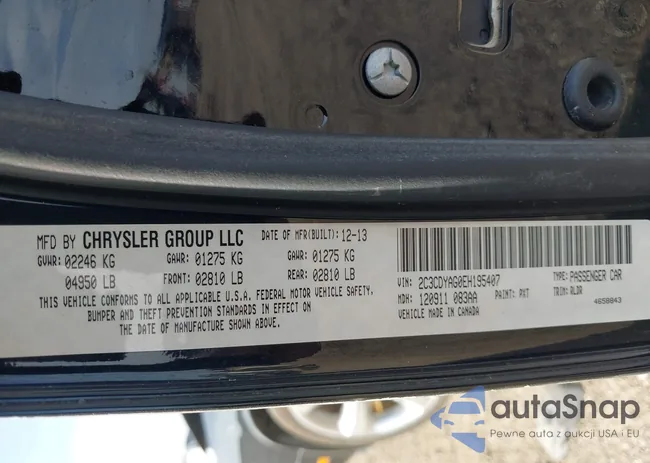 MFD BY CHRYSLER GROUP LLC DATE OF MFR(BUILT): 12-13
GVWR: 02246 KG GAWR: 01275 KG GAWR: 01275 KG
04950 LB FRONT: 02810 LB REAR: 02810 LB
THIS VEHICLE CONFORMS TO ALL APPLICABLE U.S.A. FEDERAL MOTOR VEHICLE SAFETY,
BUMPER AND THEFT PREVENTION STANDARDS IN EFFECT ON
THE DATE OF MANUFACTURE SHOWN ABOVE.
VIN: 2C3CDYAG0EH195407 TYPE: PASSENGER CAR
MDH: 120911 083AA PAINT: PXT TRIM: RLDR
VEHICLE MADE IN CANADA 4658843
autaSnap
Pewne auta z aukcji USA i EU